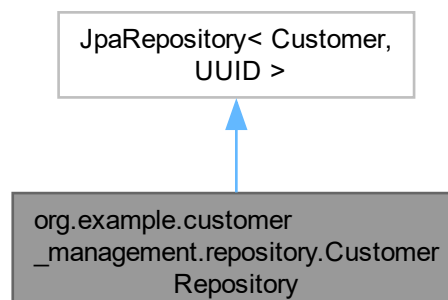 JpaRepository< Customer,
UUID >
org.example.customer
_management.repository.Customer
Repository